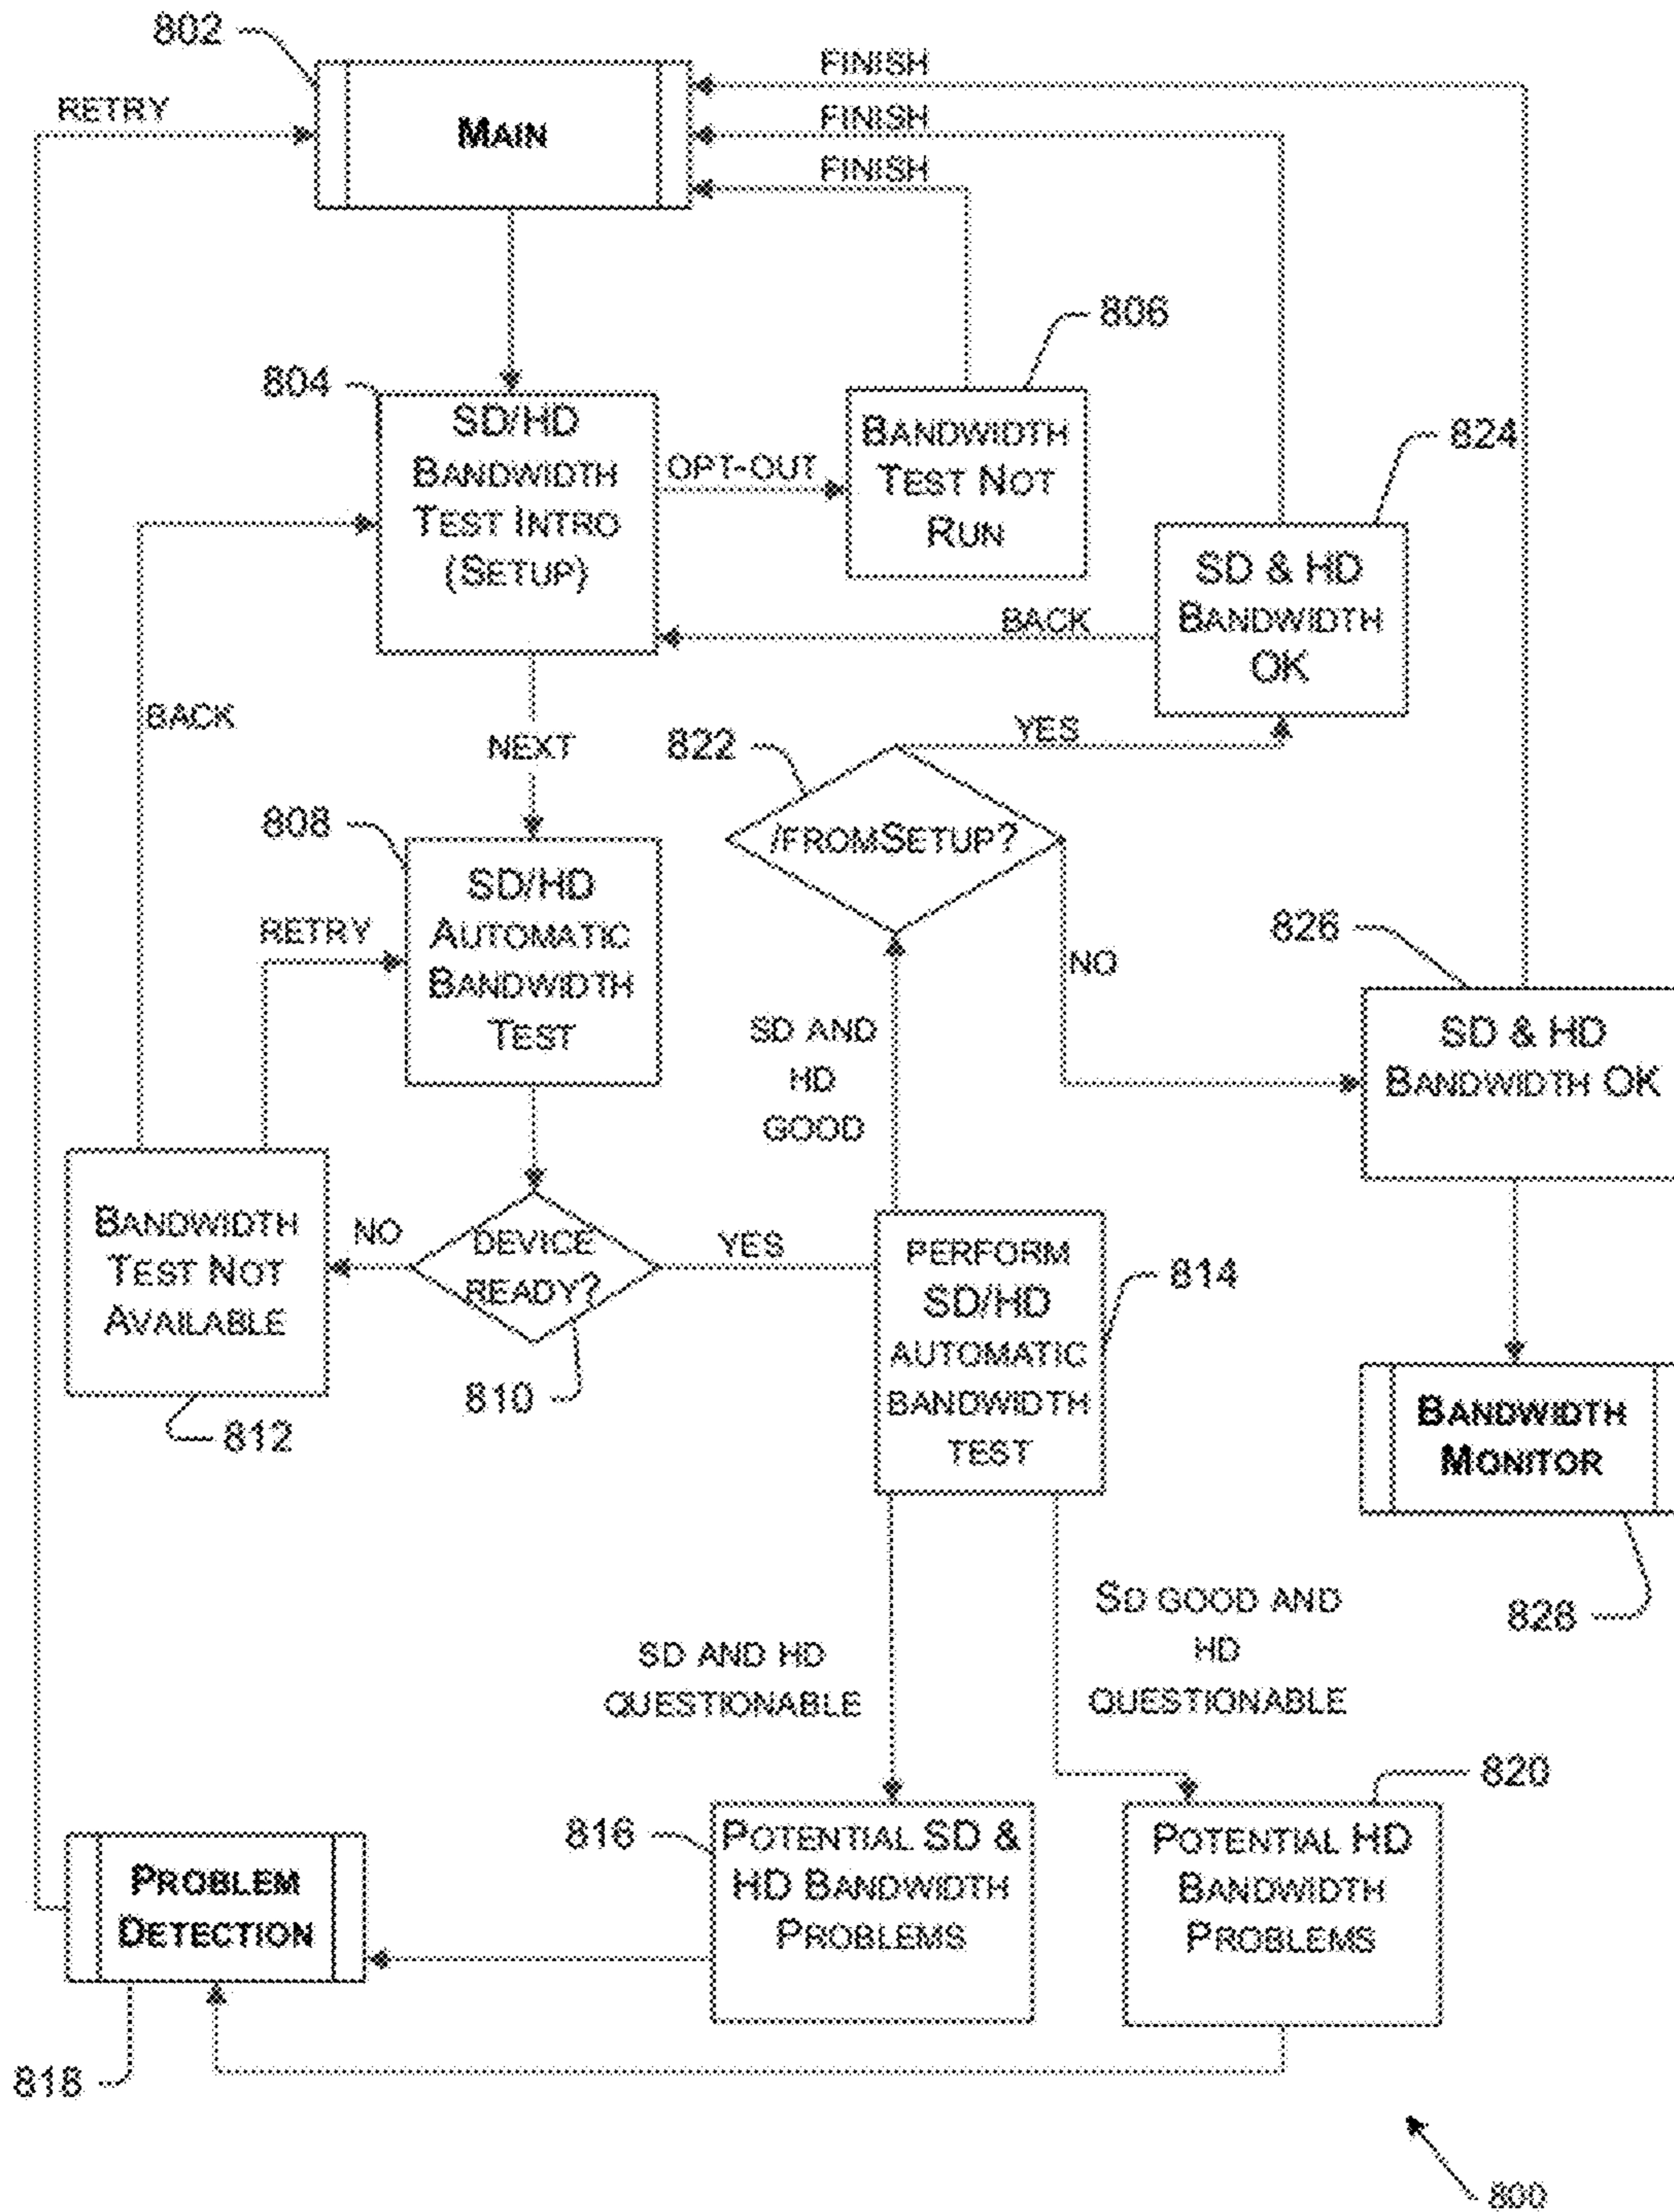 802
FINISH
RETRY
FINISH
MAIN
FINISH
806
804
SD/HD
BANDWIDTH
TEST INTRO
(SETUP)
OPT-OUT
BANDWIDTH
TEST NOT
RUN
824
SD & HD
BANDWIDTH
OK
BACK
BACK
NEXT
822
YES
/FROMSETUP?
808
SD/HD
AUTOMATIC
BANDWIDTH
TEST
RETRY
NO
826
SD AND
HD
GOOD
SD & HD
BANDWIDTH OK
BANDWIDTH
TEST NOT
AVAILABLE
NO
DEVICE
READY?
YES
PERFORM
SD/HD
AUTOMATIC
BANDWIDTH
TEST
814
810
812
BANDWIDTH
MONITOR
828
SD AND HD
QUESTIONABLE
SD GOOD AND
HD
QUESTIONABLE
820
816
POTENTIAL SD &
HD BANDWIDTH
PROBLEMS
POTENTIAL HD
BANDWIDTH
PROBLEMS
PROBLEM
DETECTION
818
800